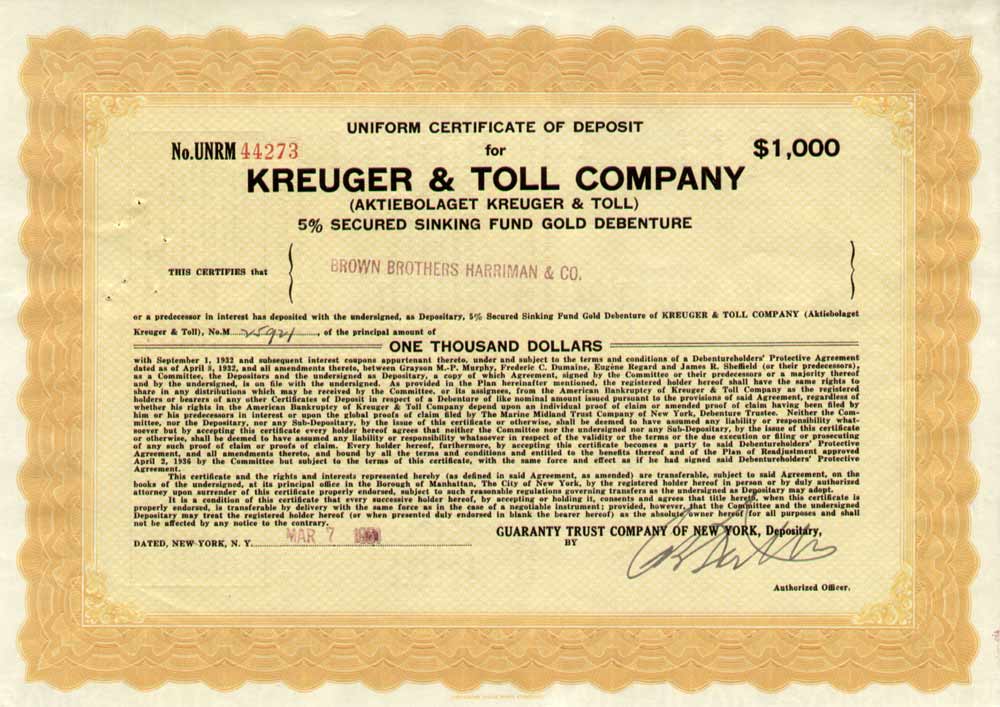 UNIFORM CERTIFICATE OF DEPOSIT
No.UNRM 44273
for
$1,000
KREUGER & TOLL COMPANY
(AKTIEBOLAGET KREUGER & TOLL)
5% SECURED SINKING FUND GOLD DEBENTURE
THIS CERTIFIES that
BROWN BROTHERS HARRIMAN & CO.
or a predecessor in interest has deposited with the undersigned, as Depositary, 5% Secured Sinking Fund Gold Debenture of KREUGER & TOLL COMPANY (Aktiebolaget
Kreuger & Toll), No.M 25921, of the principal amount of
ONE THOUSAND DOLLARS
with September 1, 1932 and subsequent interest coupons appurtenant thereto, under and subject to the terms and conditions of a Debentureholders' Protective Agreement
dated as of April 8, 1932, and all amendments thereto, between Grayson M.-P. Murphy, Frederic C. Dumaine, Eugène Regard and James R. Sheffield (or their predecessors),
as a Committee, the Depositors and the undersigned as Depositary, a copy of which Agreement, signed by the Committee or their predecessors or a majority thereof
and by the undersigned, is on file with the undersigned. As provided in the Plan hereinafter mentioned, the registered holder hereof shall have the same rights to
share in any distributions which may be received by the Committee, or its assignees, from the American Bankruptcy of Kreuger & Toll Company as the registered
holders or bearers of any other Certificates of Deposit in respect of a Debenture of like nominal amount issued pursuant to the provisions of said Agreement, regardless of
whether his rights in the American Bankruptcy of Kreuger & Toll Company depend upon an individual proof of claim or amended proof of claim having been filed by
him or his predecessors in interest or upon the global proofs of claim filed by The Marine Midland Trust Company of New York, Debenture Trustee. Neither the Com-
mittee, nor the Depositary, nor any Sub-Depositary, by the issue of this certificate or otherwise, shall be deemed to have assumed any liability or responsibility whatso-
ever but by accepting this certificate every holder hereof agrees that neither the Committee nor the undersigned nor any Sub-Depositary, by the issue of this certificate
or otherwise, shall be deemed to have assumed any liability or responsibility whatsoever in respect of the validity or the terms or the due execution or filing or prosecuting
of any such proof of claim or proofs of claim. Every holder hereof, furthermore, by accepting this certificate becomes a party to said Debentureholders' Protective
Agreement, and all amendments thereto, and bound by all the terms and conditions and entitled to the benefits thereof and of the Plan of Readjustment approved
April 2, 1936 by the Committee but subject to the terms of this certificate, with the same force and effect as if he had signed said Debentureholders' Protective
Agreement.
This certificate and the rights and interests represented hereby (as defined in said Agreement, as amended) are transferable, subject to said Agreement, on the
books of the undersigned, at its principal office in the Borough of Manhattan, The City of New York, by the registered holder hereof in person or by duly authorized
attorney upon surrender of this certificate properly endorsed, subject to such reasonable regulations governing transfers as the undersigned as Depositary may adopt.
It is a condition of this certificate that every successive holder hereof, by accepting or holding it, consents and agrees that title hereof, when this certificate is
properly endorsed, is transferable by delivery with the same force as in the case of a negotiable instrument; provided, however, that the Committee and the undersigned
Depositary may treat the registered holder hereof (or when presented duly endorsed in blank the bearer hereof) as the absolute owner hereof for all purposes and shall
not be affected by any notice to the contrary.
GUARANTY TRUST COMPANY OF NEW YORK, Depositary,
DATED, NEW YORK, N. Y. MAR 7
BY
Authorized Officer.